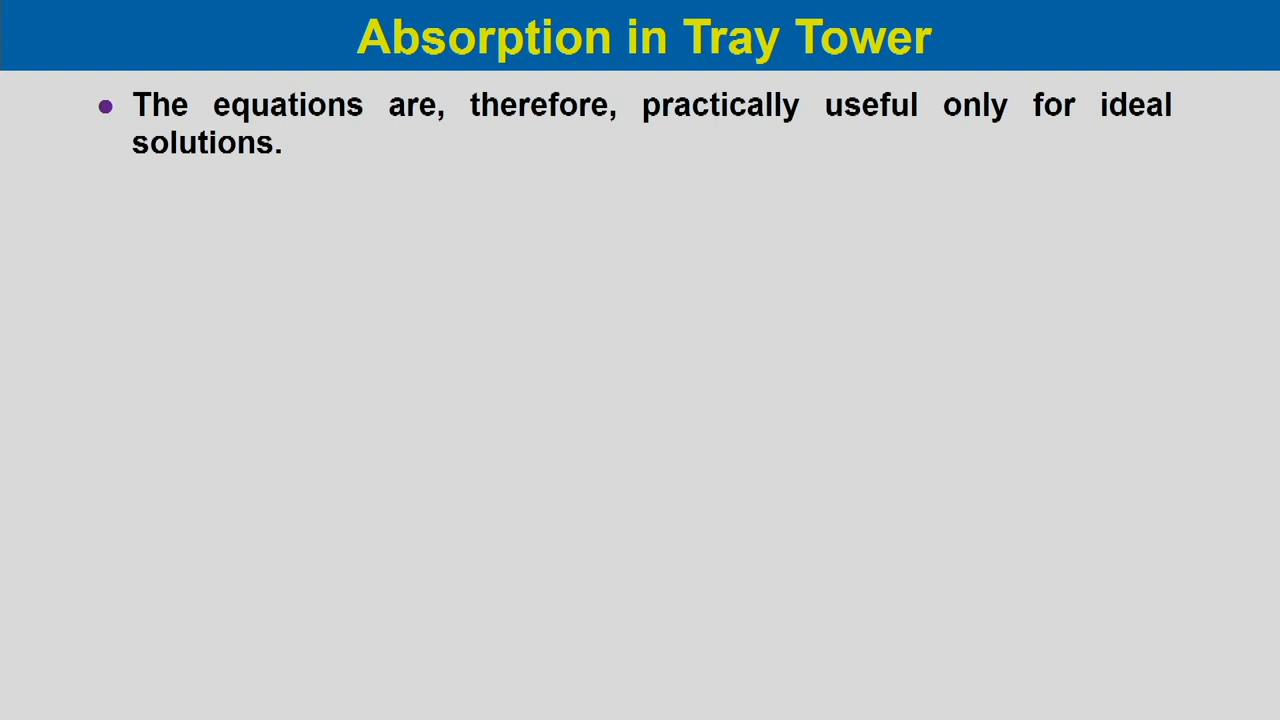 Absorption in Tray Tower
● The equations are, therefore, practically useful only for ideal
solutions.